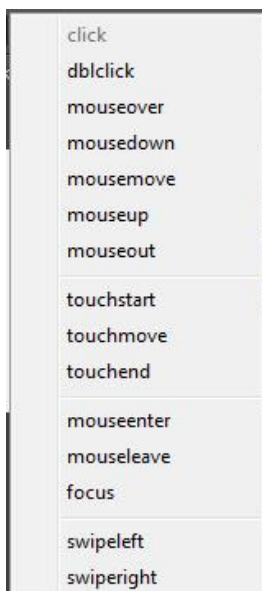 click
dblclick
mouseover
mousedown
mousemove
mouseup
mouseout
touchstart
touchmove
touchend
mouseenter
mouseleave
focus
swipeleft
swiperight